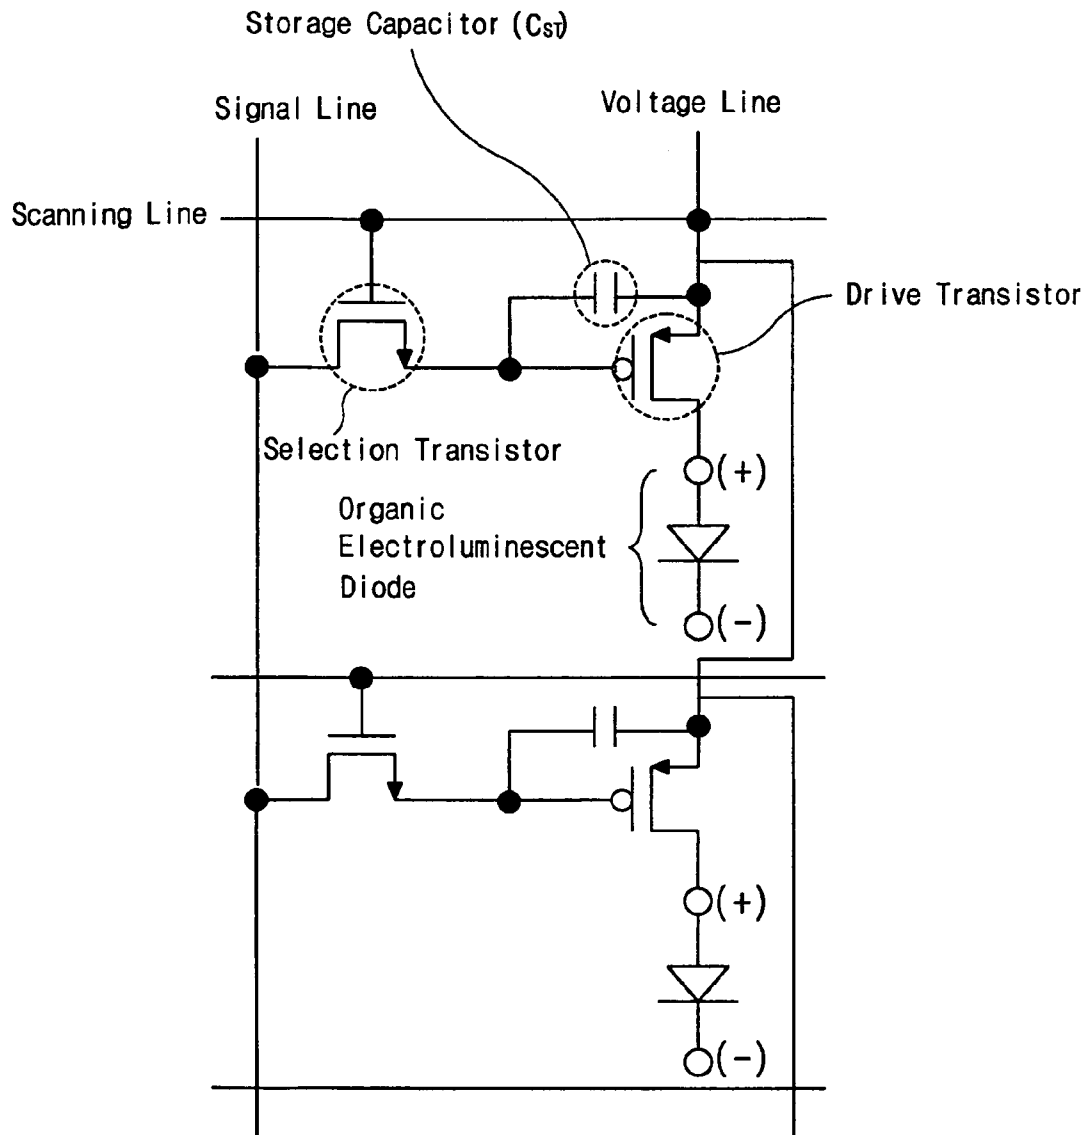 Storage Capacitor (CST)
Signal Line
Voltage Line
Scanning Line
Drive Transistor
Selection Transistor
(+)
Organic
Electroluminescent
Diode
(-)
(+)
(-)